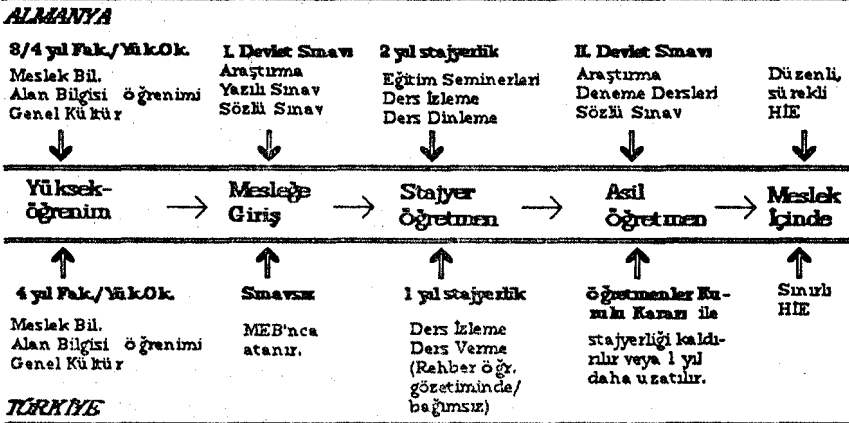 ALMANYA
3/4 yıl Fak./Yük.Ok.
Meslek Bil.
Alan Bilgisi öğrenimi
Genel Kültür
I. Devlet Sınavı
Araştırma
Yazılı Sınav
Sözlü Sınav
2 yıl stajyerlik
Eğitim Seminerleri
Ders İzleme
Ders Dinleme
II. Devlet Sınavı
Araştırma
Deneme Dersleri
Sözlü Sınav
Düzenli,
sürekli
HİE
Yüksek-
öğrenim
Mesleğe
Giriş
Stajyer
Öğretmen
Asil
Öğretmen
Meslek
İçinde
4 yıl Fak./Yük.Ok.
Meslek Bil.
Alan Bilgisi öğrenimi
Genel Kültür
Sınavsız
MEB'nca
atanır.
1 yıl stajyerlik
Ders İzleme
Ders Verme
(Rehber öğr.
gözetiminde/
bağımsız)
öğretmenler Ku-
rulu Kararı ile
stajyerliği kaldı-
rılır veya 1 yıl
daha uzatılır.
Sınırlı
HİE
TÜRKİYE